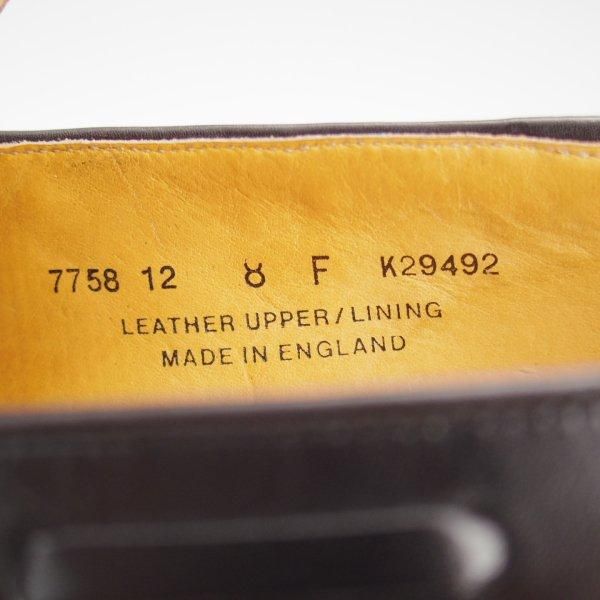 7758 12 8 F K29492
LEATHER UPPER/LINING
MADE IN ENGLAND